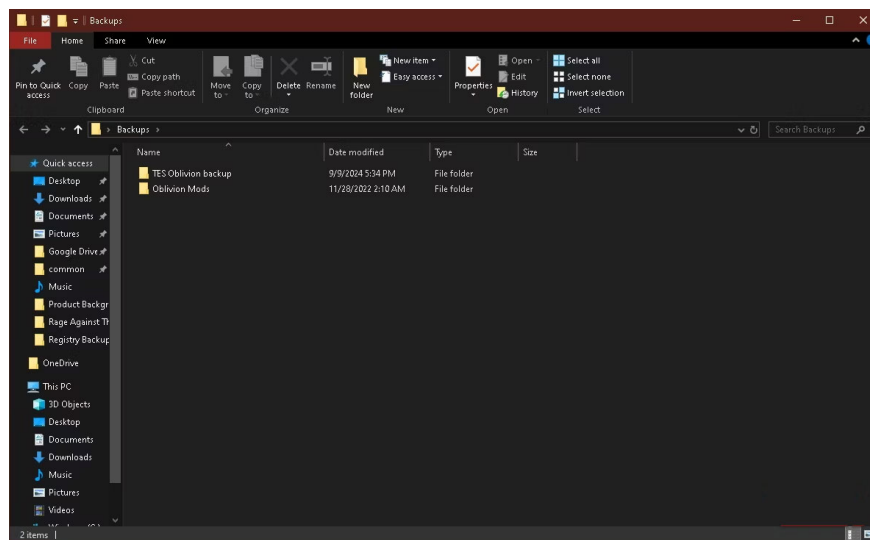 Backups
File Home Share View
Pin to Quick access
Copy
Paste
Cut
Copy path
Paste shortcut
Clipboard
Move to
Copy to
Delete
Rename
Organize
New folder
New item
Easy access
New
Properties
Open
Edit
History
Open
Select all
Select none
Invert selection
Select
Backups
Search Backups
Name Date modified Type Size
TES Oblivion backup 9/9/2024 5:34 PM File folder
Oblivion Mods 11/28/2022 2:10 AM File folder
Quick access
Desktop
Downloads
Documents
Pictures
Google Drive
common
Music
Product Backgr
Rage Against Th
Registry Backup
OneDrive
This PC
3D Objects
Desktop
Documents
Downloads
Music
Pictures
Videos
2 items